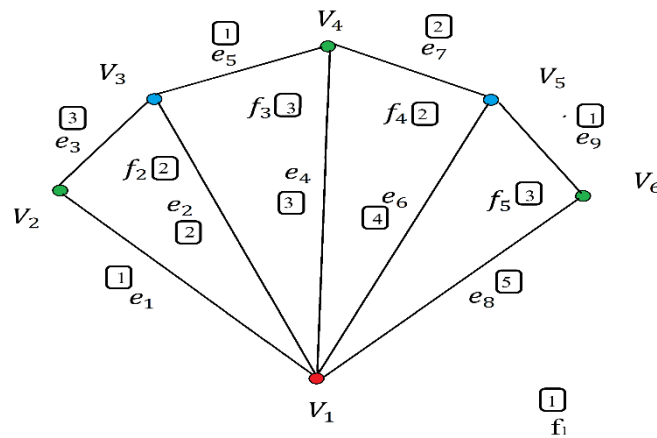 V₄
1
e₅
2
e₇
V₃
V₅
3
e₃
f₃ 3
f₄ 2
1
e₉
f₂ 2
e₂
2
e₄
3
e₆
4
f₅ 3
V₆
V₂
1
e₁
e₈ 5
V₁
1
f₁